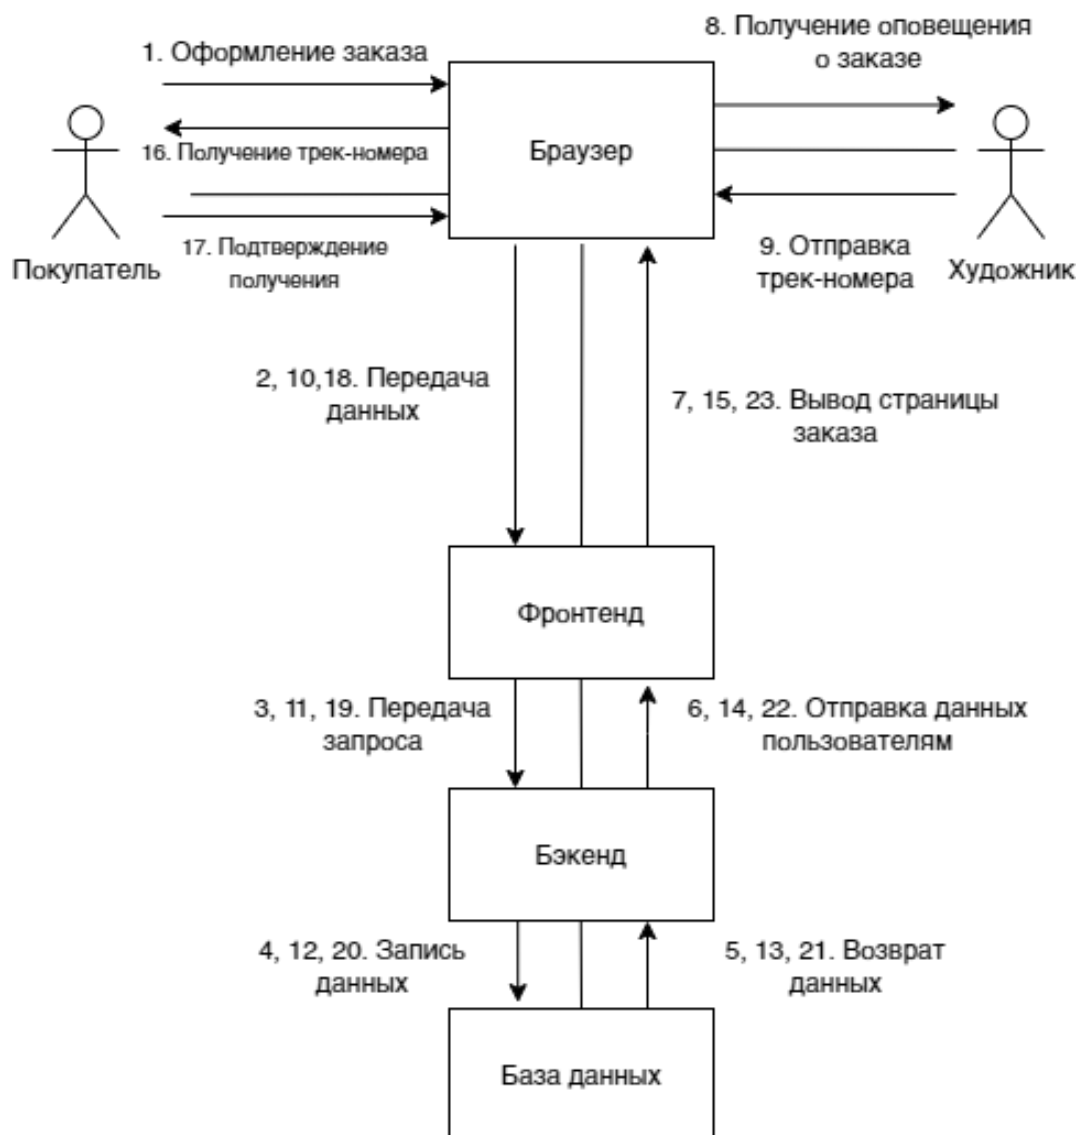 1. Оформление заказа
8. Получение оповещения
о заказе
Браузер
16. Получение трек-номера
17. Подтверждение
получения
Покупатель
9. Отправка
трек-номера
Художник
2, 10,18. Передача
данных
7, 15, 23. Вывод страницы
заказа
Фронтенд
3, 11, 19. Передача
запроса
6, 14, 22. Отправка данных
пользователям
Бэкенд
4, 12, 20. Запись
данных
5, 13, 21. Возврат
данных
База данных